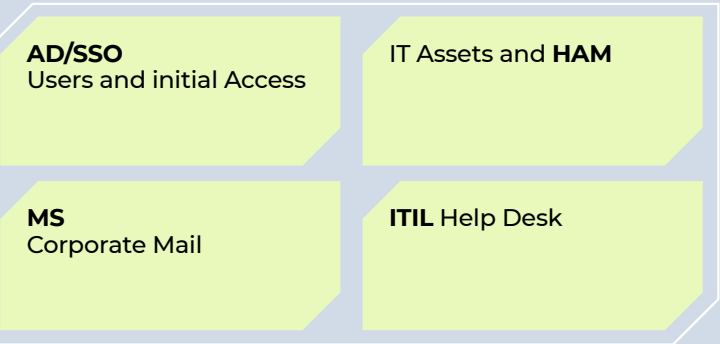 AD/SSO
Users and initial Access
IT Assets and HAM
MS
Corporate Mail
ITIL Help Desk